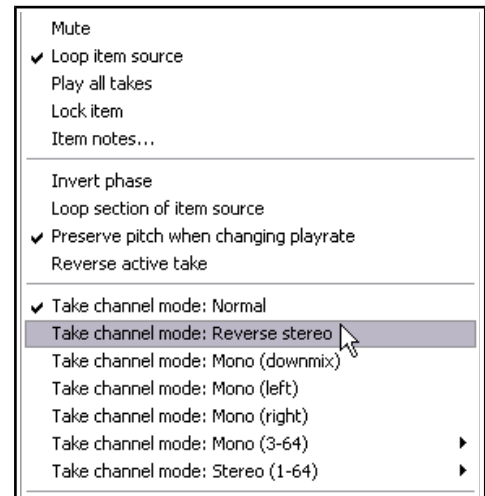 Mute
Loop item source
Play all takes
Lock item
Item notes...
Invert phase
Loop section of item source
Preserve pitch when changing playrate
Reverse active take
Take channel mode: Normal
Take channel mode: Reverse stereo
Take channel mode: Mono (downmix)
Take channel mode: Mono (left)
Take channel mode: Mono (right)
Take channel mode: Mono (3-64)
Take channel mode: Stereo (1-64)